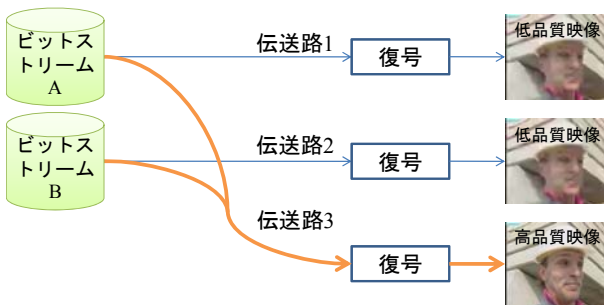 ビットス
トリーム
A
伝送路1
復号
低品質映像
ビットス
トリーム
B
伝送路2
復号
低品質映像
伝送路3
復号
高品質映像